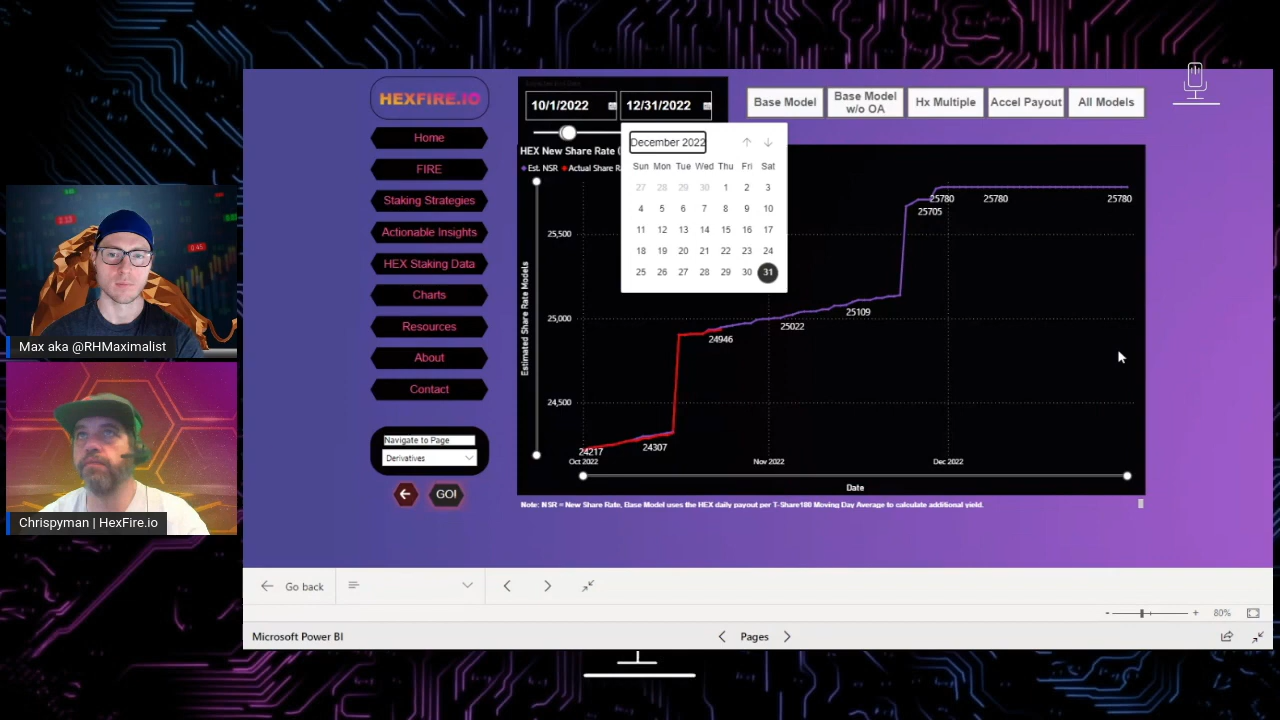 HEXFIRE.IO
Home
FIRE
Staking Strategies
Actionable Insights
HEX Staking Data
Charts
Resources
About
Contact
Navigate to Page
Derivatives
GO!
10/1/2022
12/31/2022
Base Model
Base Model
w/o OA
Hx Multiple
Accel Payout
All Models
HEX New Share Rate (
Est. NSR
Actual Share R
December 2022
Sun Mon Tue Wed Thu Fri Sat
27 28 29 30 1 2 3
4 5 6 7 8 9 10
11 12 13 14 15 16 17
18 19 20 21 22 23 24
25 26 27 28 29 30 31
Estimated Share Rate Models
25,500
25,000
24,500
24217
24307
24946
25022
25109
25705
25780
25780
25780
Oct 2022
Nov 2022
Dec 2022
Date
Note: NSR = New Share Rate, Base Model uses the HEX daily payout per T-Share100 Moving Day Average to calculate additional yield.
0.45
Max aka @RHMaximalist
Chrispyman | HexFire.io
Go back
- + 80%
Microsoft Power BI
Pages